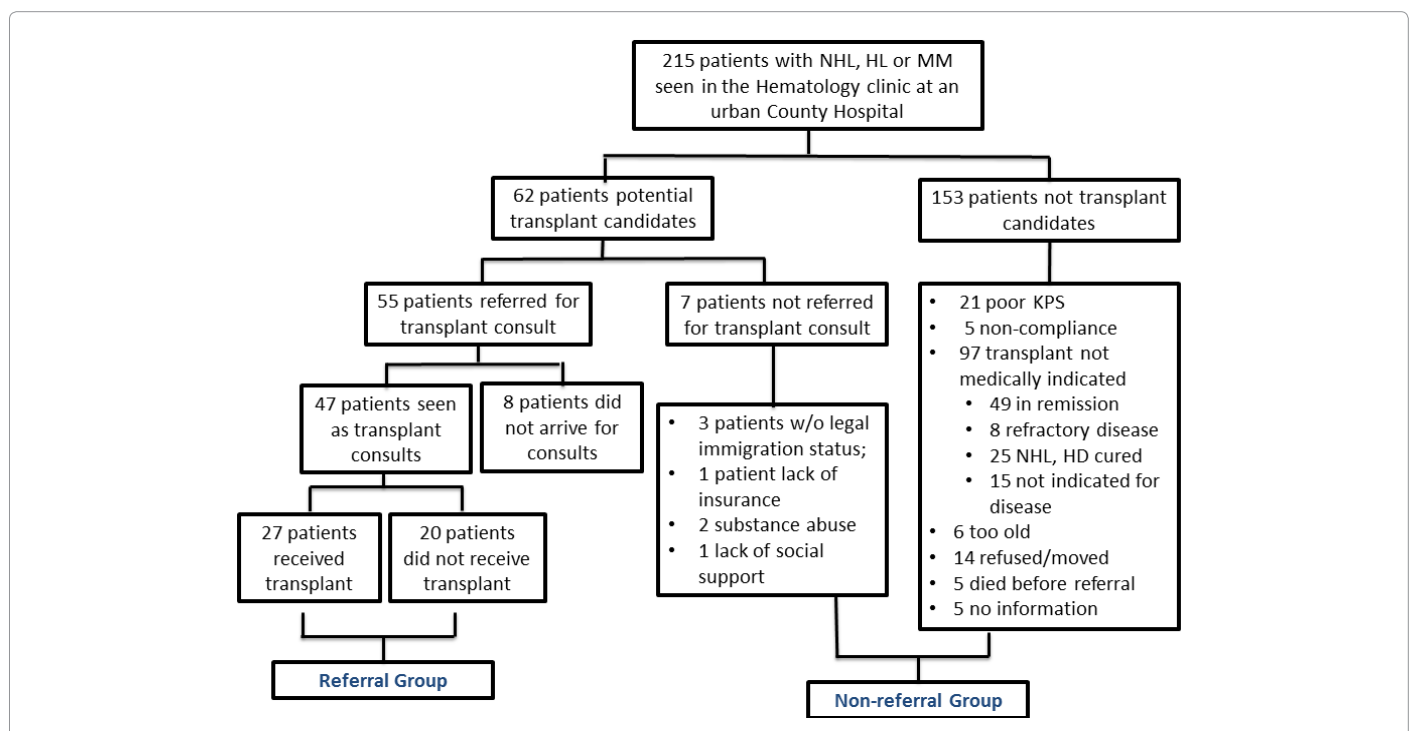 215 patients with NHL, HL or MM
seen in the Hematology clinic at an
urban County Hospital
62 patients potential
transplant candidates
153 patients not transplant
candidates
55 patients referred for
transplant consult
7 patients not referred
for transplant consult
• 21 poor KPS
• 5 non-compliance
• 97 transplant not
medically indicated
• 49 in remission
• 8 refractory disease
• 25 NHL, HD cured
• 15 not indicated for
disease
• 6 too old
• 14 refused/moved
• 5 died before referral
• 5 no information
47 patients seen
as transplant
consults
8 patients did
not arrive for
consults
• 3 patients w/o legal
immigration status;
• 1 patient lack of
insurance
• 2 substance abuse
• 1 lack of social
support
27 patients
received
transplant
20 patients
did not receive
transplant
Referral Group
Non-referral Group